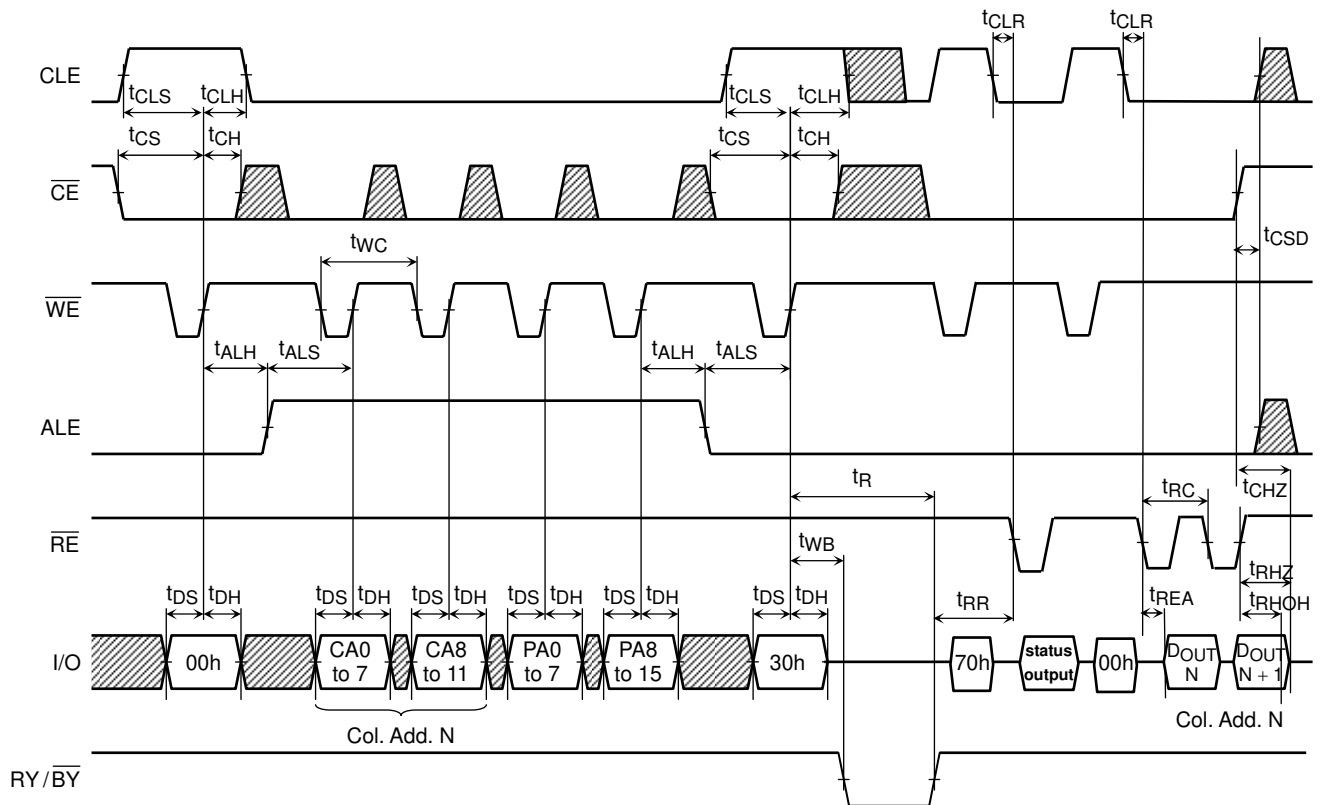 tCLR tCLR
CLE
tCLS tCLH tCLS tCLH
tCS tCH tCS tCH
CE
tCSD
tWC
WE
tALH tALS tALH tALS
ALE
tR tRC tCHZ
RE
tWB
tDS tDH tDS tDH tDS tDH tDS tDH tDS tDH tDS tDH tRR tREA tRHZ
tRHOH
I/O 00h CA0 to 7 CA8 to 11 PA0 to 7 PA8 to 15 30h 70h status output 00h DOUT N DOUT N + 1
Col. Add. N Col. Add. N
RY/BY